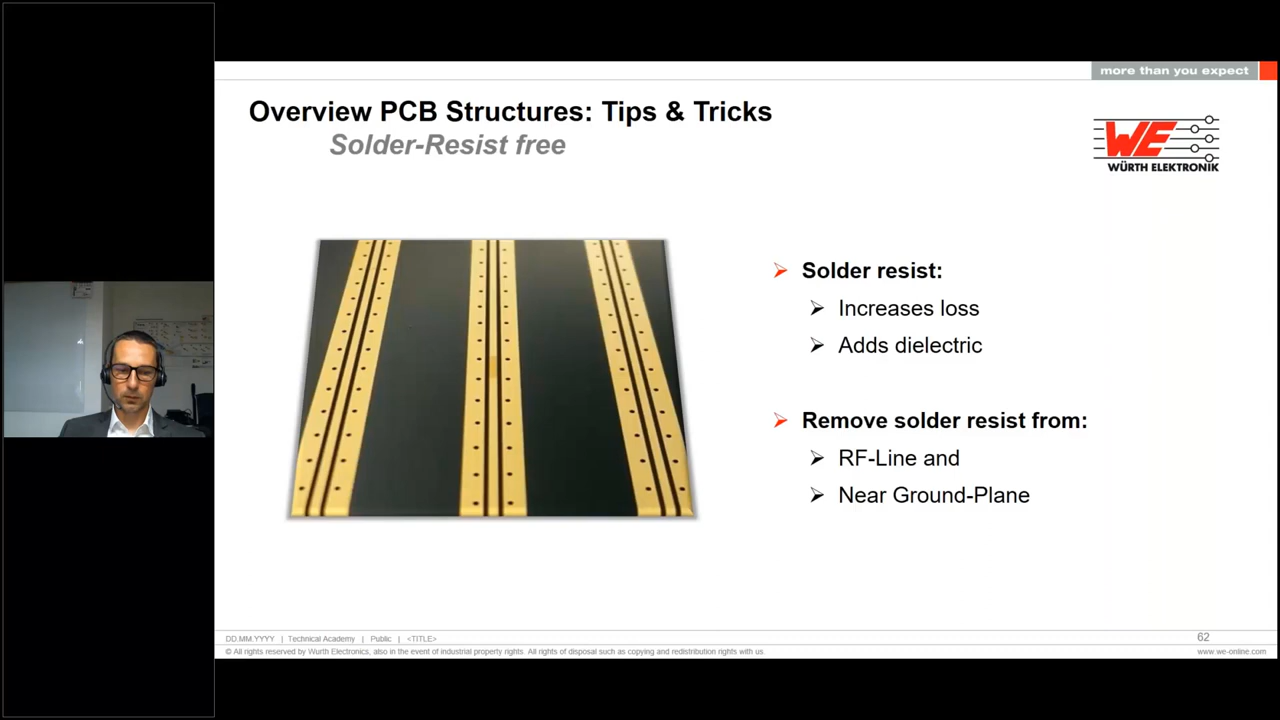 more than you expect
Overview PCB Structures: Tips & Tricks
Solder-Resist free
WE
WÜRTH ELEKTRONIK
Solder resist:
Increases loss
Adds dielectric
Remove solder resist from:
RF-Line and
Near Ground-Plane
DD.MM.YYYY | Technical Academy | Public | <TITLE>
62
© All rights reserved by Wurth Electronics, also in the event of industrial property rights. All rights of disposal such as copying and redistribution rights with us.
www.we-online.com